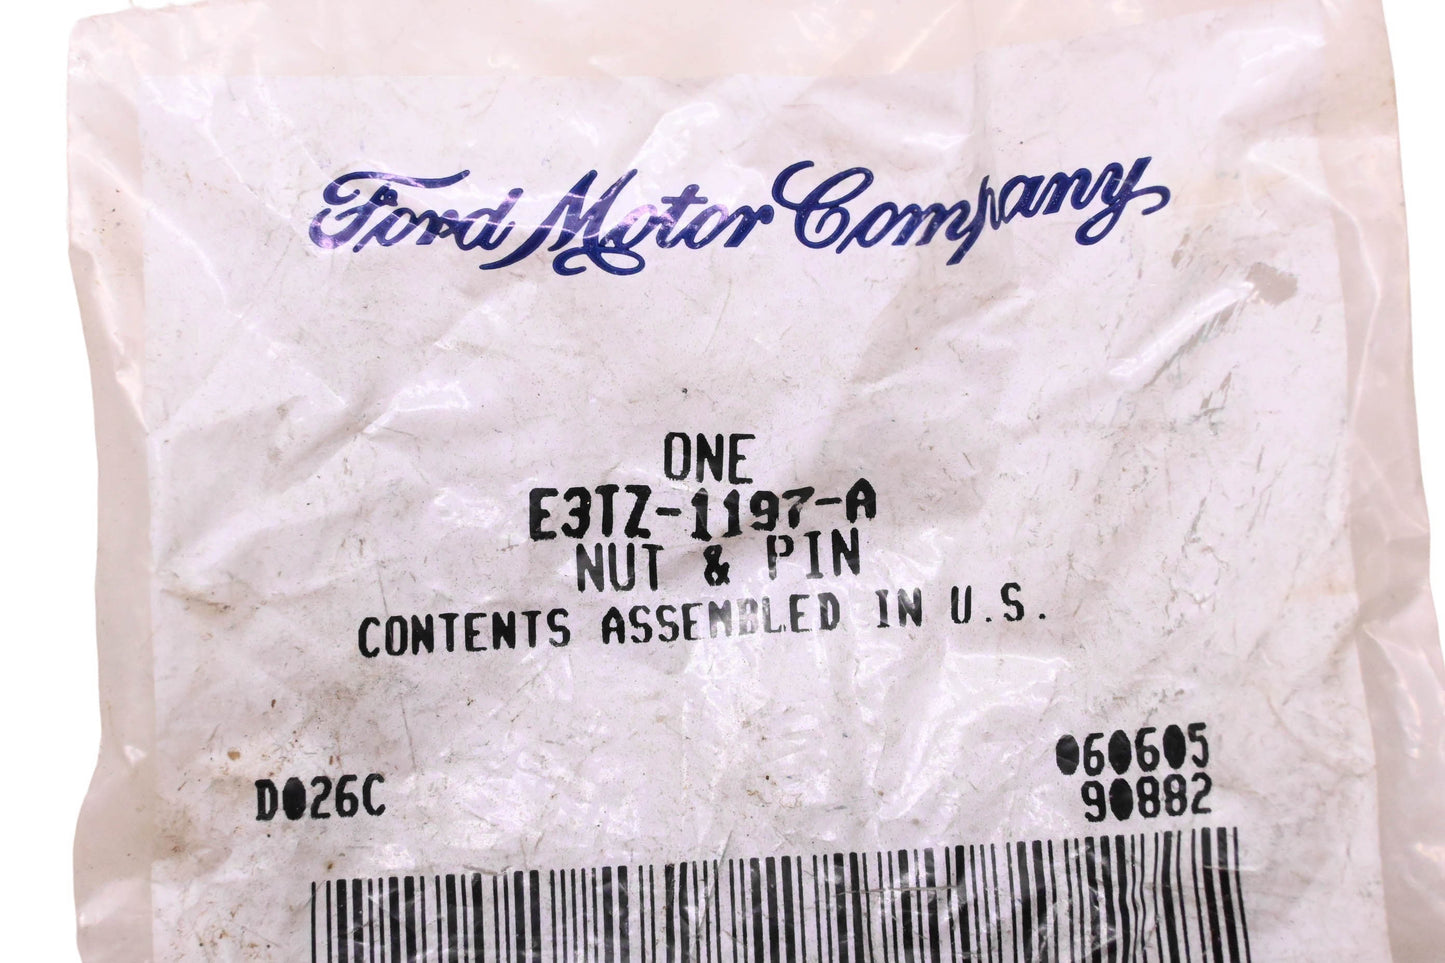 Ford Motor Company
ONE
E3TZ-1197-A
NUT & PIN
CONTENTS ASSEMBLED IN U.S.
D026C
060605
90882